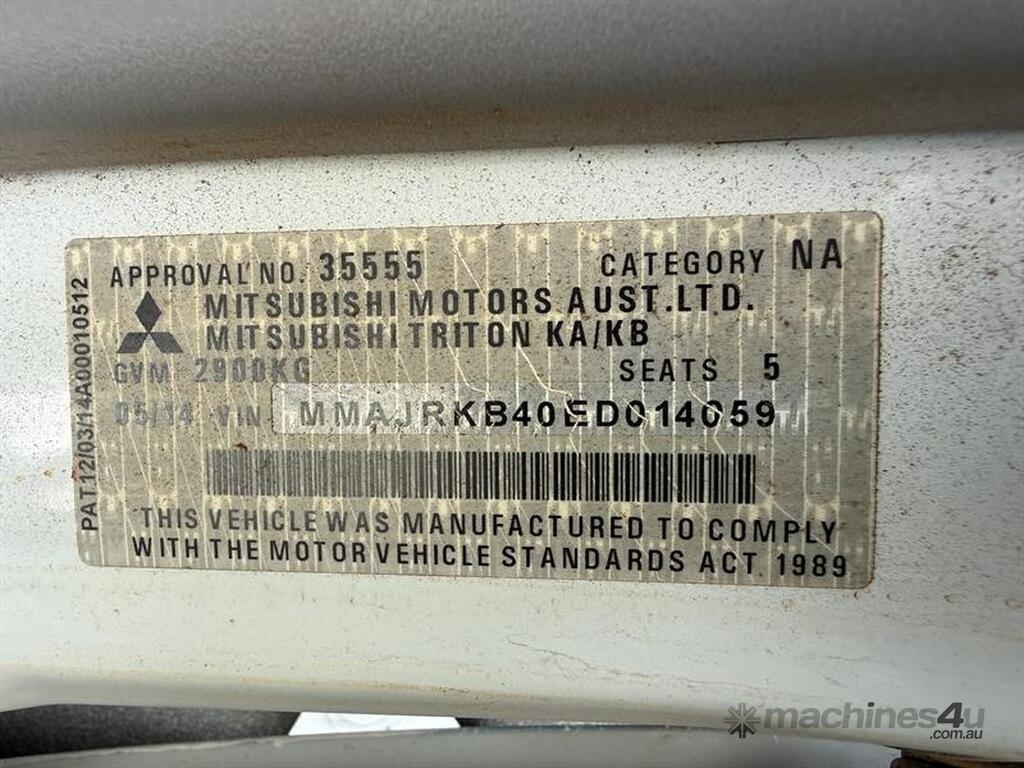 APPROVAL NO. 35555 CATEGORY NA
MITSUBISHI MOTORS AUST.LTD.
MITSUBISHI TRITON KA/KB
GVM 2900KG SEATS 5
05/14 VIN MMAJRKB40ED014059
THIS VEHICLE WAS MANUFACTURED TO COMPLY
WITH THE MOTOR VEHICLE STANDARDS ACT 1989
PAT12/03/14A00010512
machines4u
.com.au